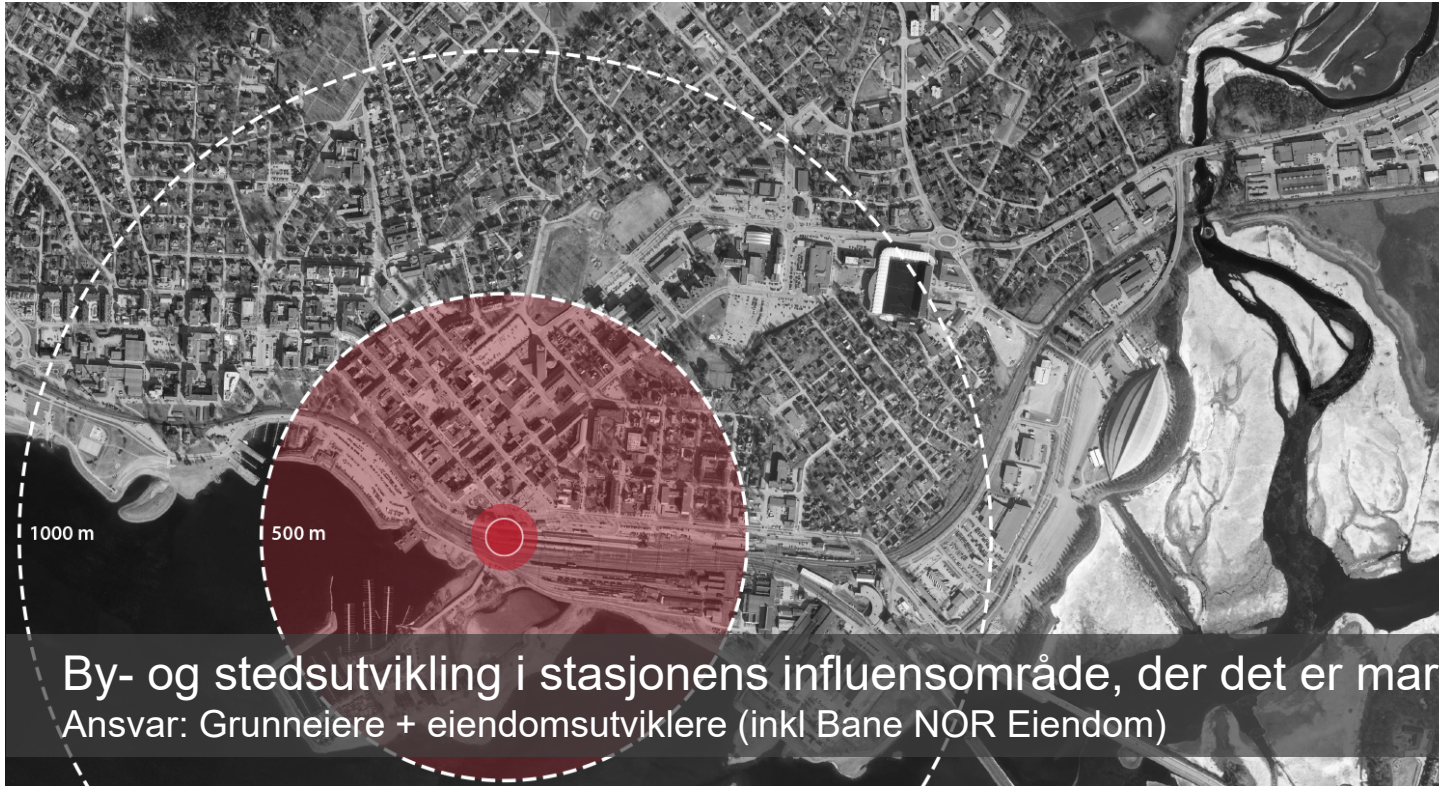 1000 m
500 m
By- og stedsutvikling i stasjonens influensområde, der det er mar
Ansvar: Grunneiere + eiendomsutviklere (inkl Bane NOR Eiendom)